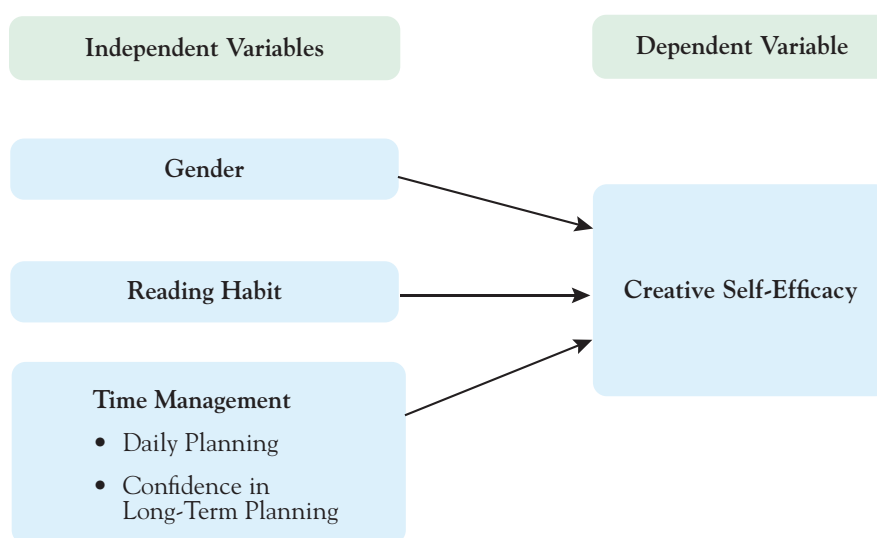 Independent Variables
Dependent Variable
Gender
Reading Habit
Creative Self-Efficacy
Time Management
• Daily Planning
• Confidence in
Long-Term Planning